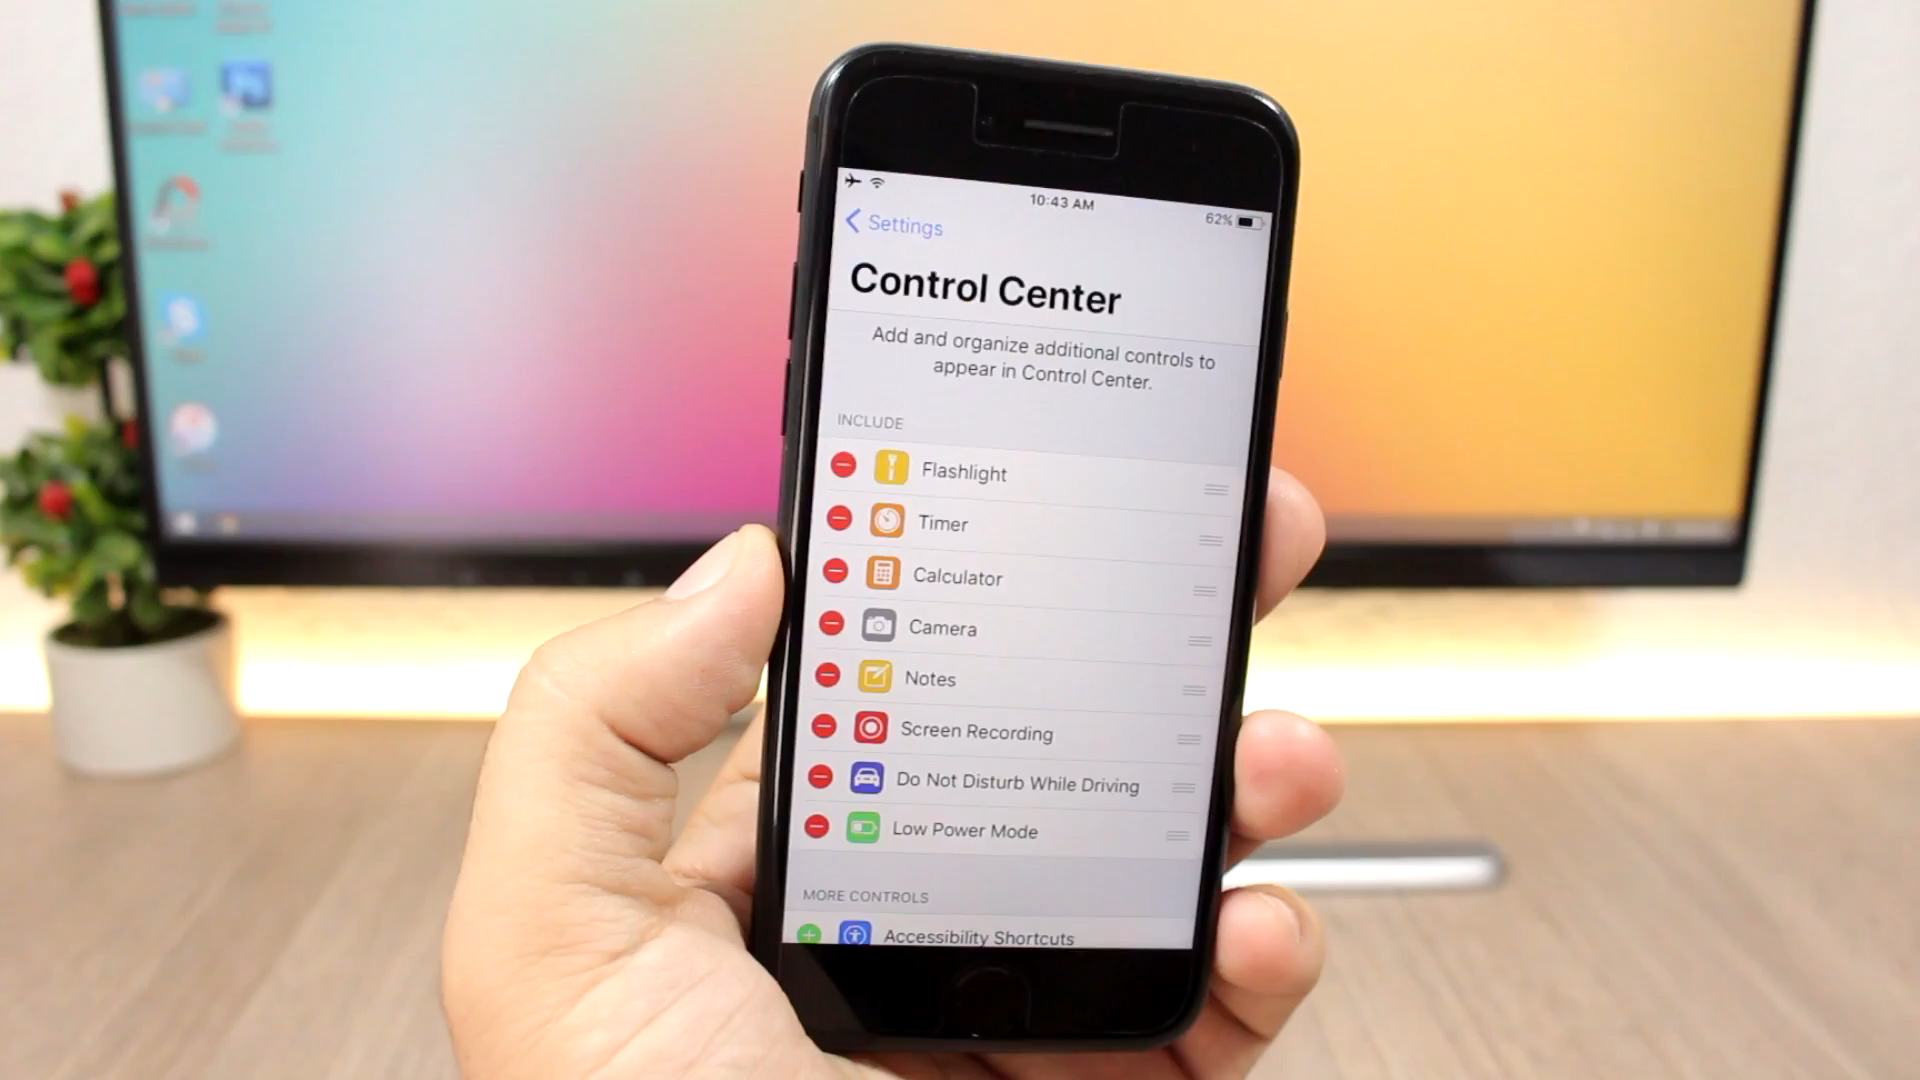 10:43 AM
62%
Settings
Control Center
Add and organize additional controls to
appear in Control Center.
INCLUDE
Flashlight
Timer
Calculator
Camera
Notes
Screen Recording
Do Not Disturb While Driving
Low Power Mode
MORE CONTROLS
Accessibility Shortcuts